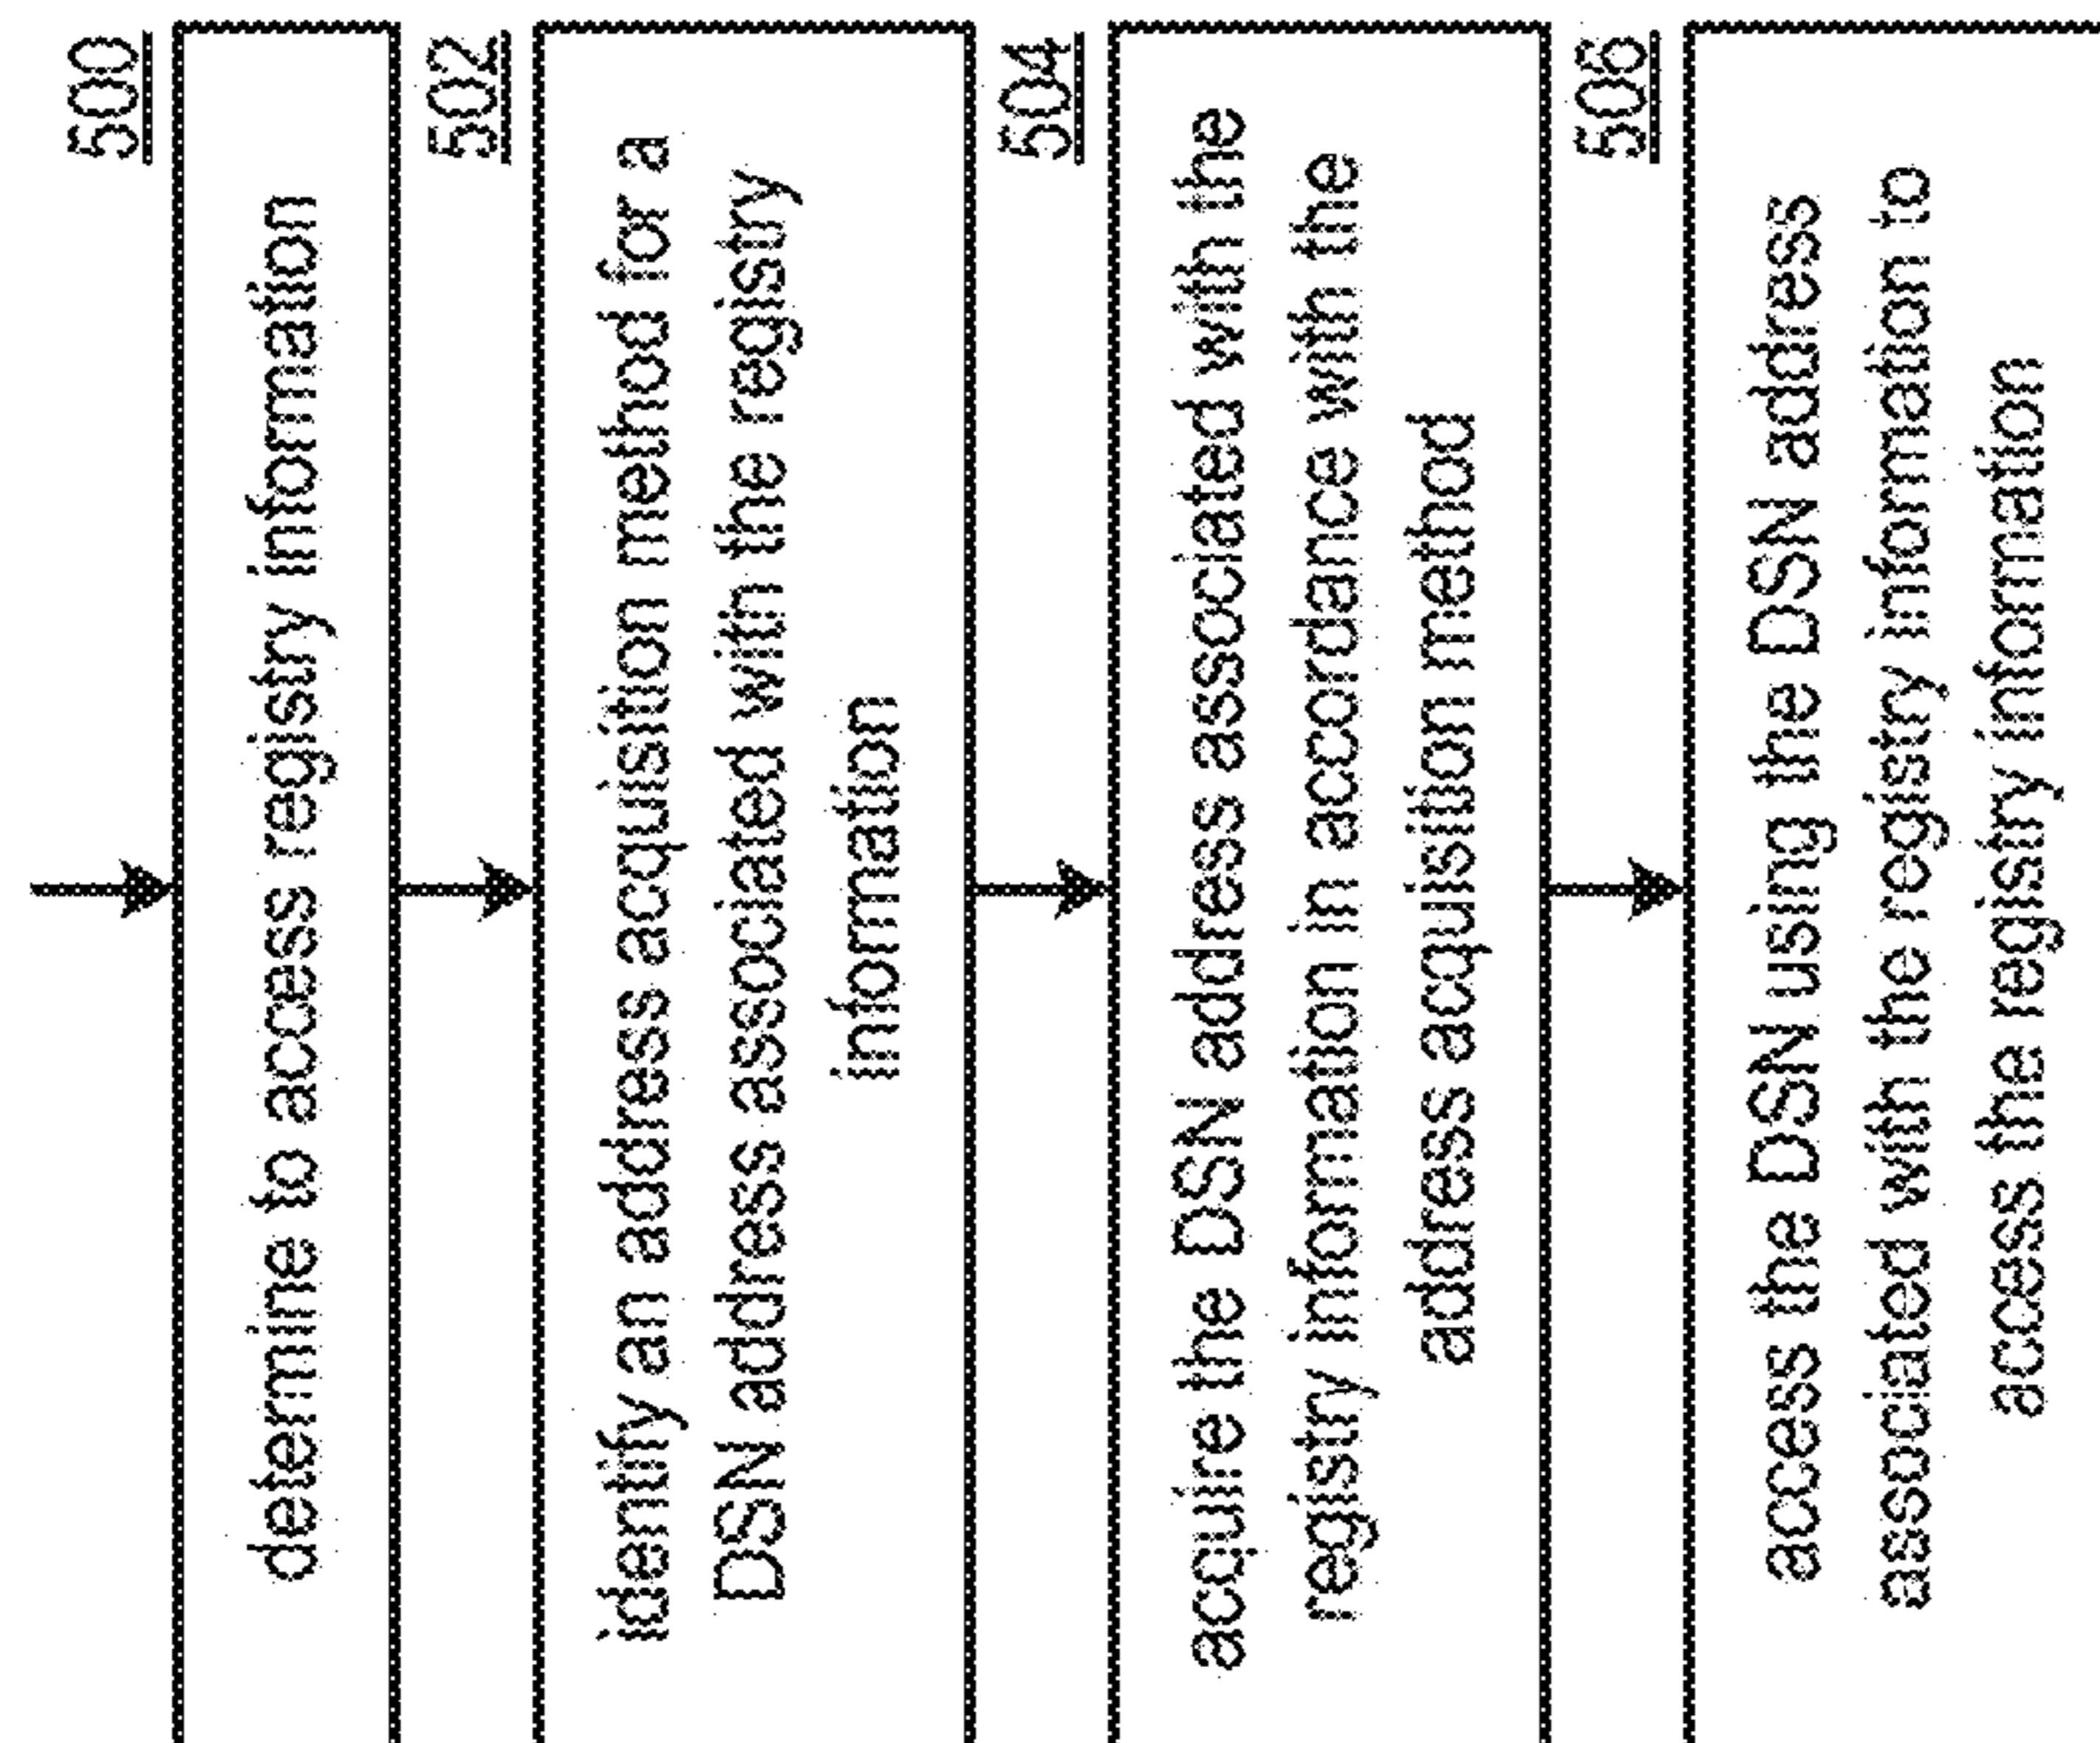 500
determine to access registry information
502
identify an address acquisition method for a
DSN address associated with the registry
information
504
acquire the DSN address associated with the
registry information in accordance with the
address acquisition method
506
access the DSN using the DSN address
associated with the registry information to
access the registry information